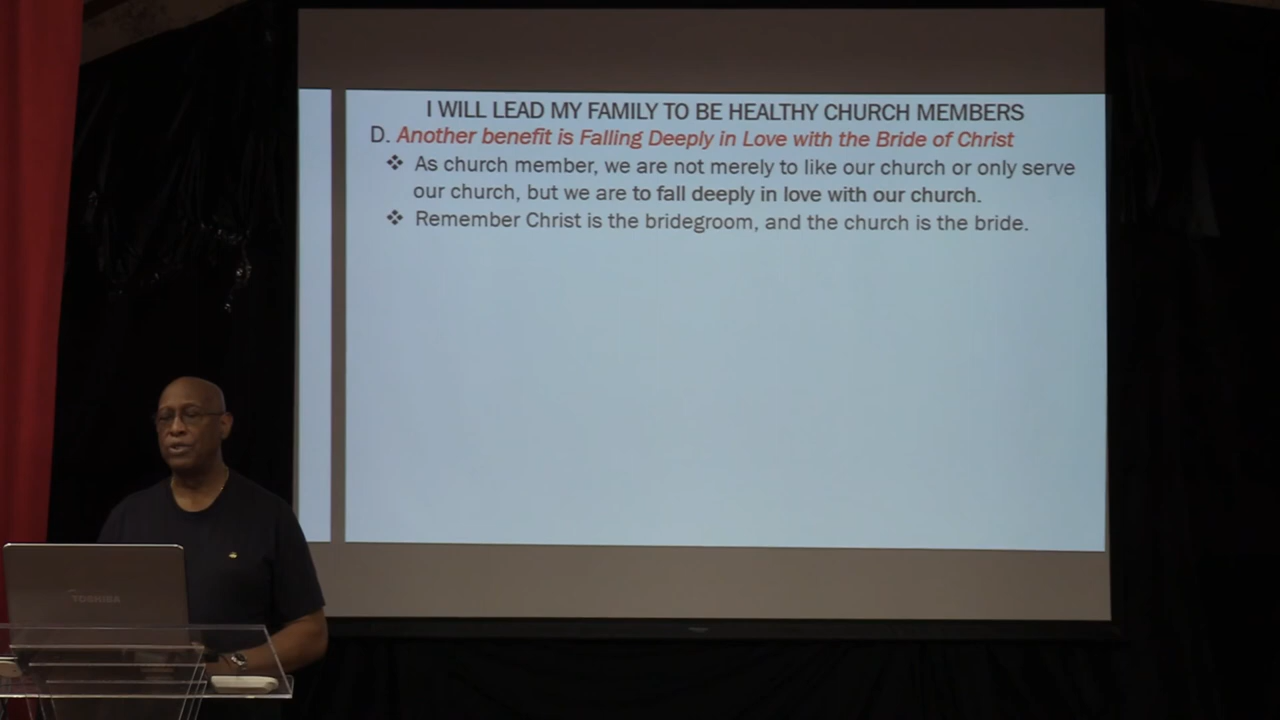 I WILL LEAD MY FAMILY TO BE HEALTHY CHURCH MEMBERS
D. Another benefit is Falling Deeply in Love with the Bride of Christ
❖ As church member, we are not merely to like our church or only serve
our church, but we are to fall deeply in love with our church.
❖ Remember Christ is the bridegroom, and the church is the bride.
TOSHIBA